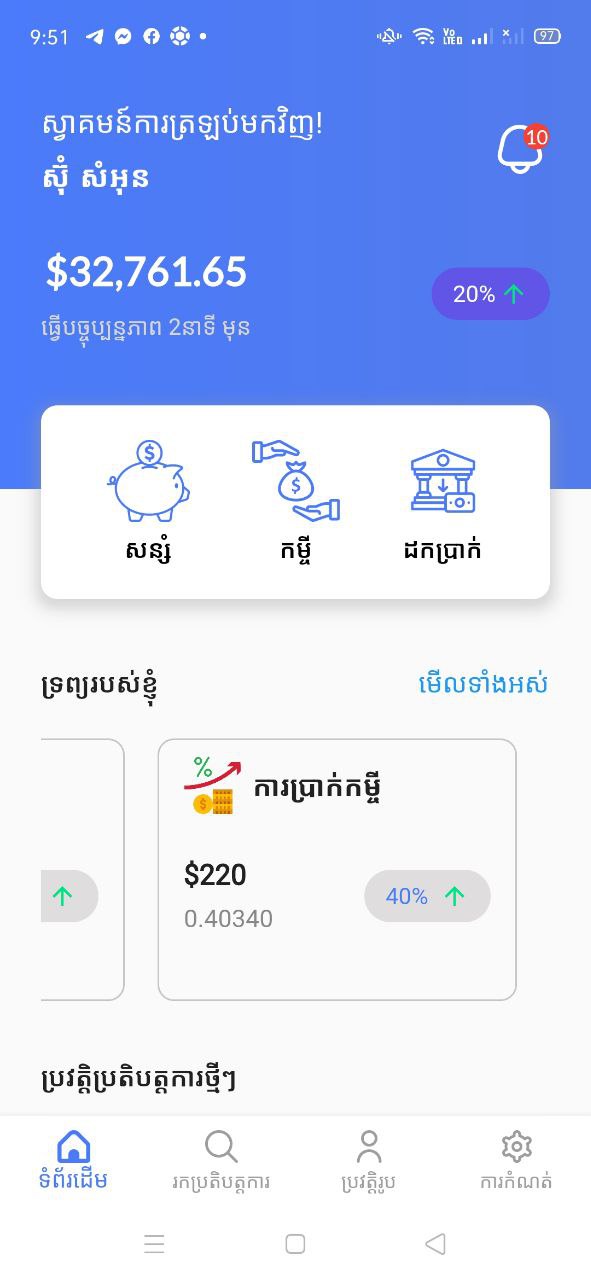 9:51
VoLTE 97
ស្វាគមន៍ការត្រឡប់មកវិញ!
10
ស៊ុំ សំអុន
$32,761.65
20%
ធ្វើបច្ចុប្បន្នភាព 2នាទី មុន
សន្សំ កម្ចី ដកប្រាក់
ទ្រព្យរបស់ខ្ញុំ មើលទាំងអស់
% ការប្រាក់កម្ចី
$220
40%
0.40340
ប្រវត្តិប្រតិបត្តការថ្មីៗ
ទំព័រដើម រកប្រតិបត្តការ ប្រវត្តិរូប ការកំណត់